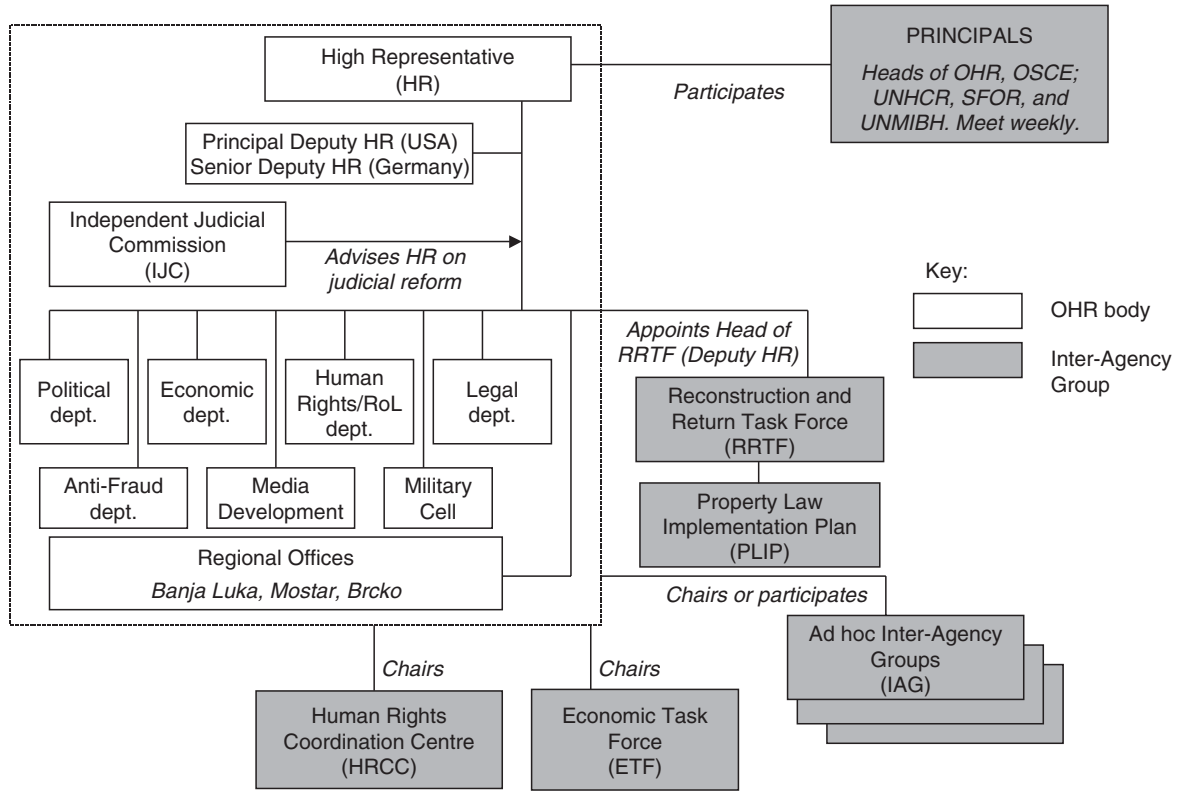 High Representative
(HR)
Participates
PRINCIPALS
Heads of OHR, OSCE;
UNHCR, SFOR, and
UNMIBH. Meet weekly.
Principal Deputy HR (USA)
Senior Deputy HR (Germany)
Independent Judicial
Commission
(IJC)
Advises HR on
judicial reform
Key:
OHR body
Inter-Agency
Group
Appoints Head of
RRTF (Deputy HR)
Political
dept.
Economic
dept.
Human
Rights/RoL
dept.
Legal
dept.
Reconstruction and
Return Task Force
(RRTF)
Anti-Fraud
dept.
Media
Development
Military
Cell
Property Law
Implementation Plan
(PLIP)
Regional Offices
Banja Luka, Mostar, Brcko
Chairs or participates
Ad hoc Inter-Agency
Groups
(IAG)
Chairs
Human Rights
Coordination Centre
(HRCC)
Chairs
Economic Task
Force
(ETF)